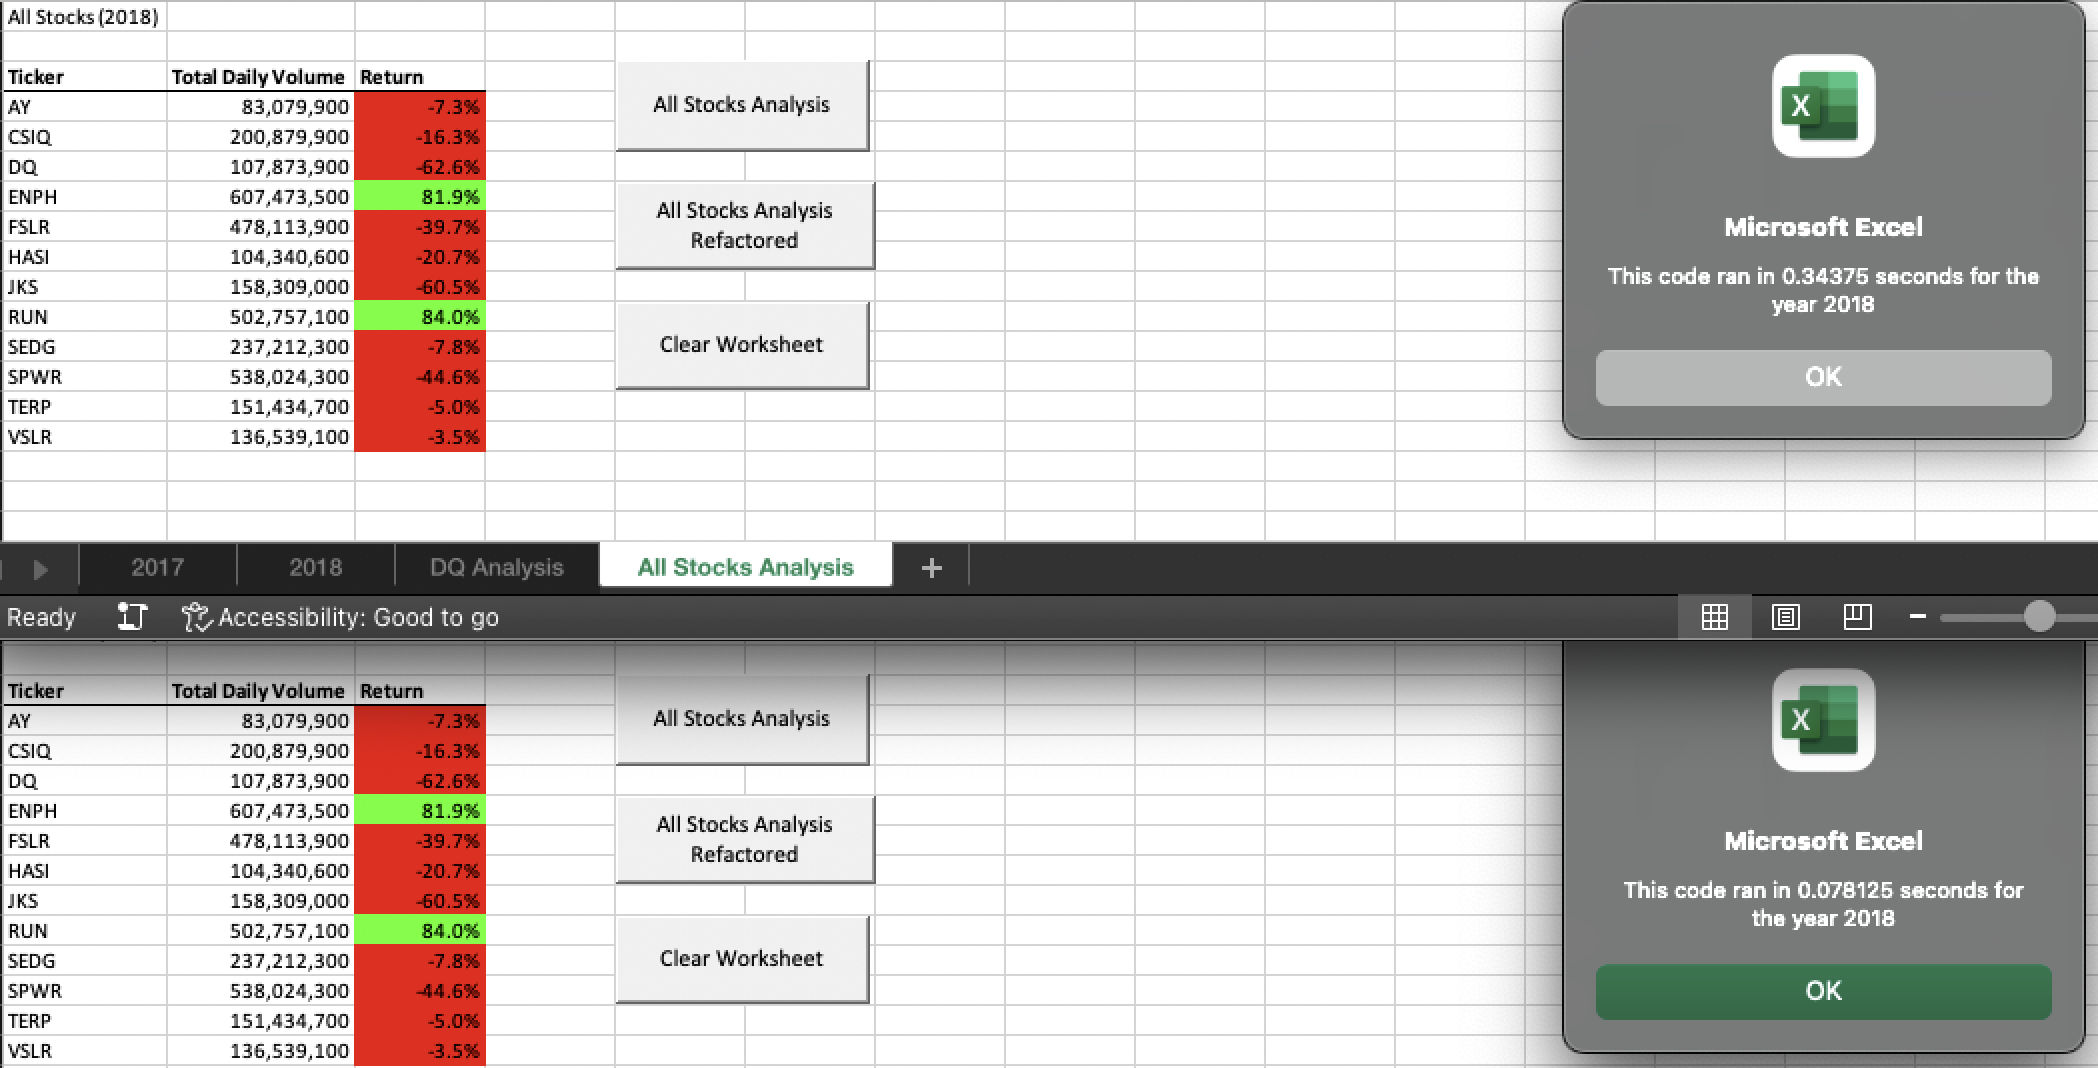 All Stocks (2018)
Ticker Total Daily Volume Return
AY 83,079,900 -7.3%
CSIQ 200,879,900 -16.3%
DQ 107,873,900 -62.6%
ENPH 607,473,500 81.9%
FSLR 478,113,900 -39.7%
HASI 104,340,600 -20.7%
JKS 158,309,000 -60.5%
RUN 502,757,100 84.0%
SEDG 237,212,300 -7.8%
SPWR 538,024,300 -44.6%
TERP 151,434,700 -5.0%
VSLR 136,539,100 -3.5%
All Stocks Analysis
All Stocks Analysis
Refactored
Clear Worksheet
X
Microsoft Excel
This code ran in 0.34375 seconds for the
year 2018
OK
2017 2018 DQ Analysis All Stocks Analysis +
Ready Accessibility: Good to go
Ticker Total Daily Volume Return
AY 83,079,900 -7.3%
CSIQ 200,879,900 -16.3%
DQ 107,873,900 -62.6%
ENPH 607,473,500 81.9%
FSLR 478,113,900 -39.7%
HASI 104,340,600 -20.7%
JKS 158,309,000 -60.5%
RUN 502,757,100 84.0%
SEDG 237,212,300 -7.8%
SPWR 538,024,300 -44.6%
TERP 151,434,700 -5.0%
VSLR 136,539,100 -3.5%
All Stocks Analysis
All Stocks Analysis
Refactored
Clear Worksheet
X
Microsoft Excel
This code ran in 0.078125 seconds for
the year 2018
OK